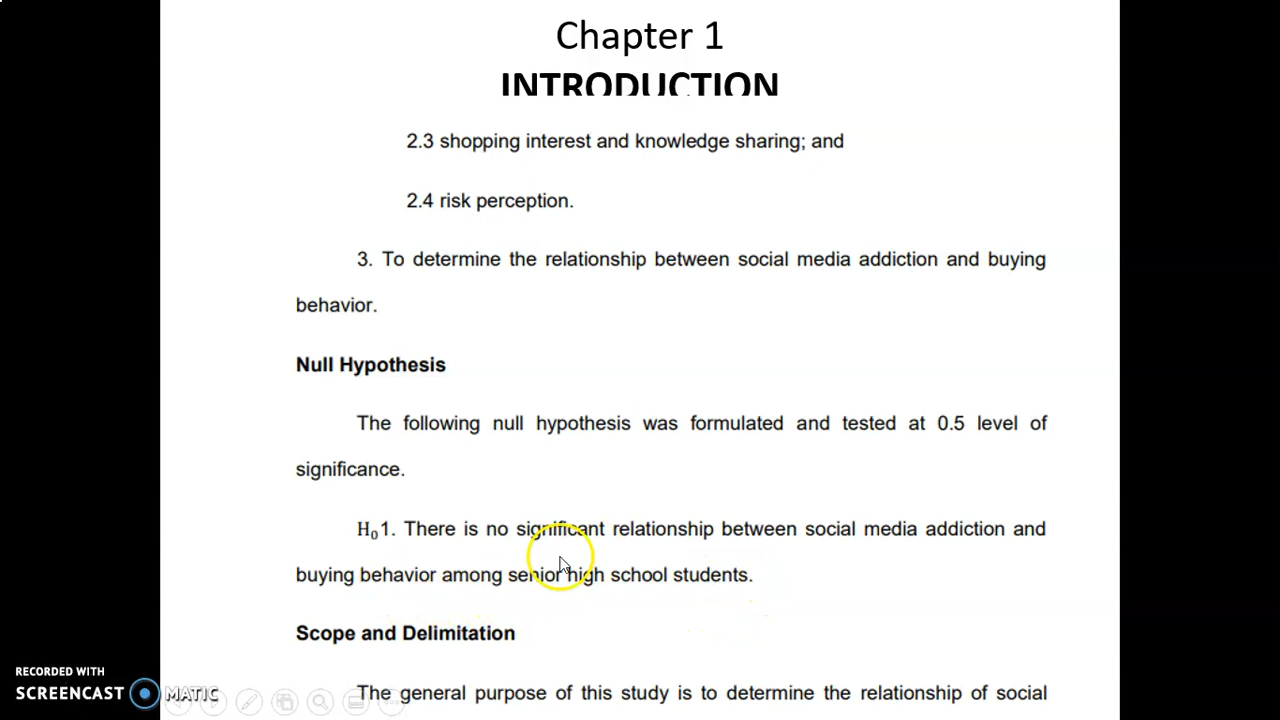 Chapter 1
INTRODUCTION
2.3 shopping interest and knowledge sharing; and
2.4 risk perception.
3. To determine the relationship between social media addiction and buying
behavior.
Null Hypothesis
The following null hypothesis was formulated and tested at 0.5 level of
significance.
H₀1. There is no significant relationship between social media addiction and
buying behavior among senior high school students.
Scope and Delimitation
The general purpose of this study is to determine the relationship of social
RECORDED WITH
SCREENCAST MATIC